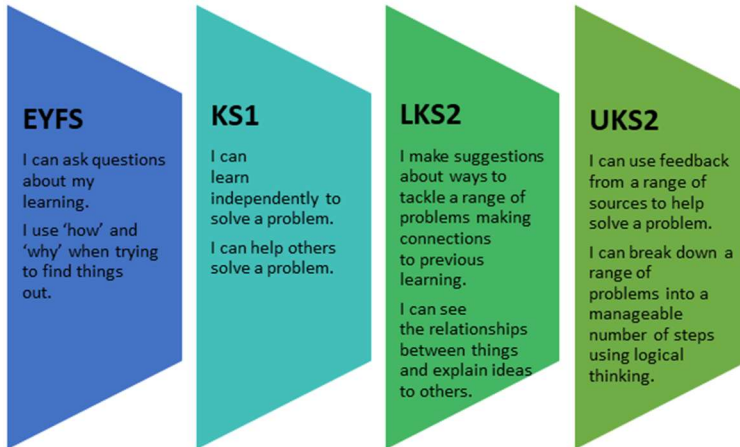 EYFS
I can ask questions
about my
learning.
I use ‘how’ and
‘why’ when trying
to find things
out.
KS1
I can
learn
independently to
solve a problem.
I can help others
solve a problem.
LKS2
I make suggestions
about ways to
tackle a range of
problems making
connections
to previous
learning.
I can see
the relationships
between things
and explain ideas
to others.
UKS2
I can use feedback
from a range of
sources to help
solve a problem.
I can break down a
range of
problems into a
manageable
number of steps
using logical
thinking.